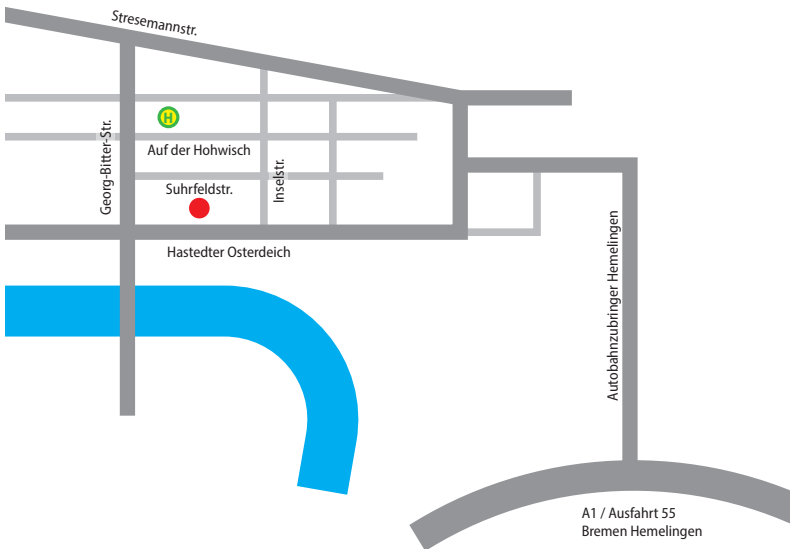 Stresemannstr.
H
Georg-Bitter-Str.
Auf der Hohwisch
Suhrfeldstr.
Inselstr.
Hastedter Osterdeich
Autobahnzubringer Hemelingen
A1 / Ausfahrt 55
Bremen Hemelingen